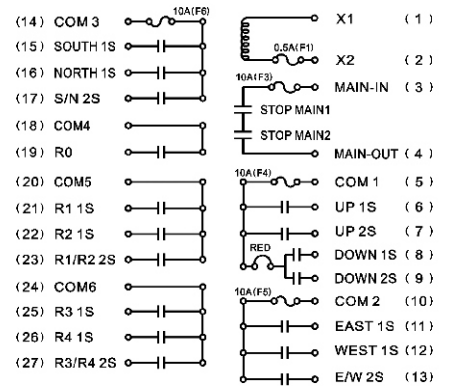 (14) COM 3 10A(F6)
(15) SOUTH 1S
(16) NORTH 1S
(17) S/N 2S
(18) COM4
(19) R0
(20) COM5
(21) R1 1S
(22) R2 1S
(23) R1/R2 2S
(24) COM6
(25) R3 1S
(26) R4 1S
(27) R3/R4 2S
X1 (1)
0.5A(F1)
X2 (2)
10A(F3) MAIN-IN (3)
STOP MAIN1
STOP MAIN2
MAIN-OUT (4)
10A(F4) COM 1 (5)
UP 1S (6)
UP 2S (7)
RED DOWN 1S (8)
DOWN 2S (9)
10A(F5) COM 2 (10)
EAST 1S (11)
WEST 1S (12)
E/W 2S (13)